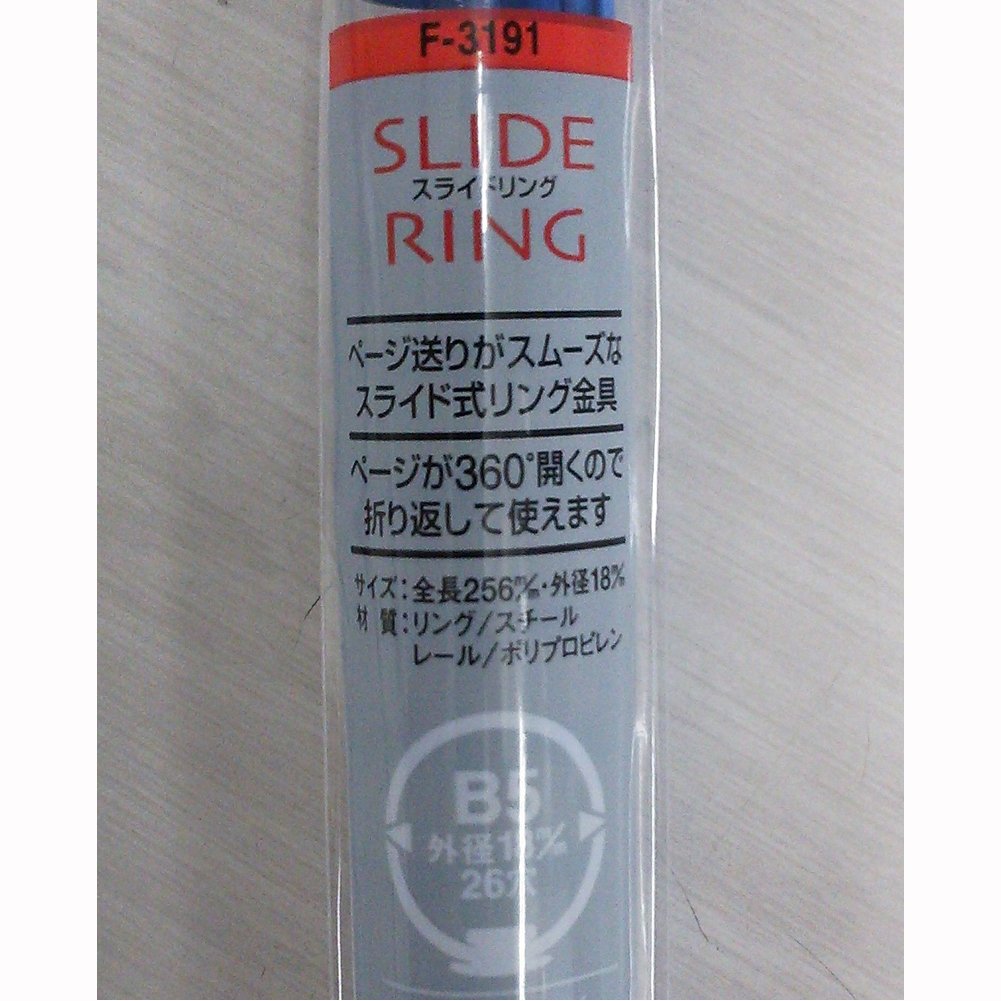 F-3191
SLIDE
スライドリング
RING
ページ送りがスムーズな
スライド式リング金具
ページが360°開くので
折り返して使えます
サイズ：全長256m/m・外径18m/m
材 質：リング/スチール
レール/ポリプロピレン
B5
外径18m/m
26穴